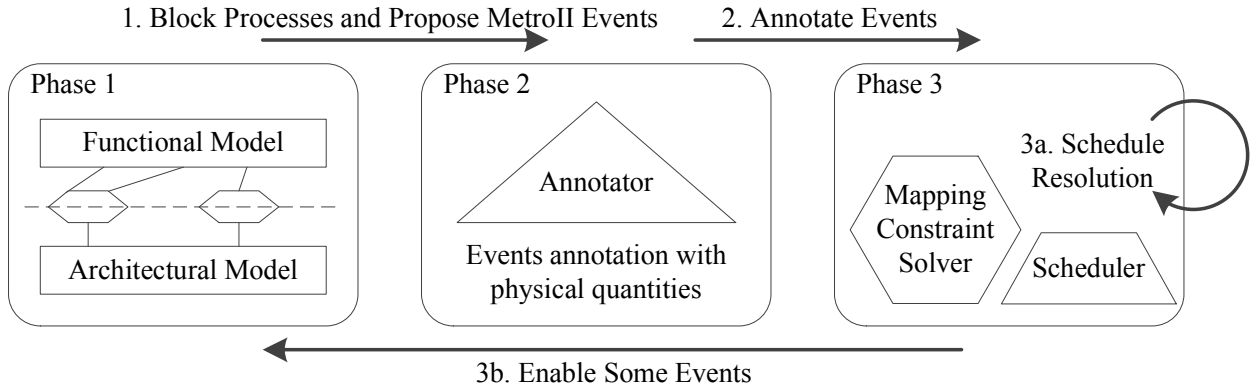 1. Block Processes and Propose MetroII Events
2. Annotate Events
Phase 1
Functional Model
Architectural Model
Phase 2
Annotator
Events annotation with
physical quantities
Phase 3
3a. Schedule
Resolution
Mapping
Constraint
Solver
Scheduler
3b. Enable Some Events